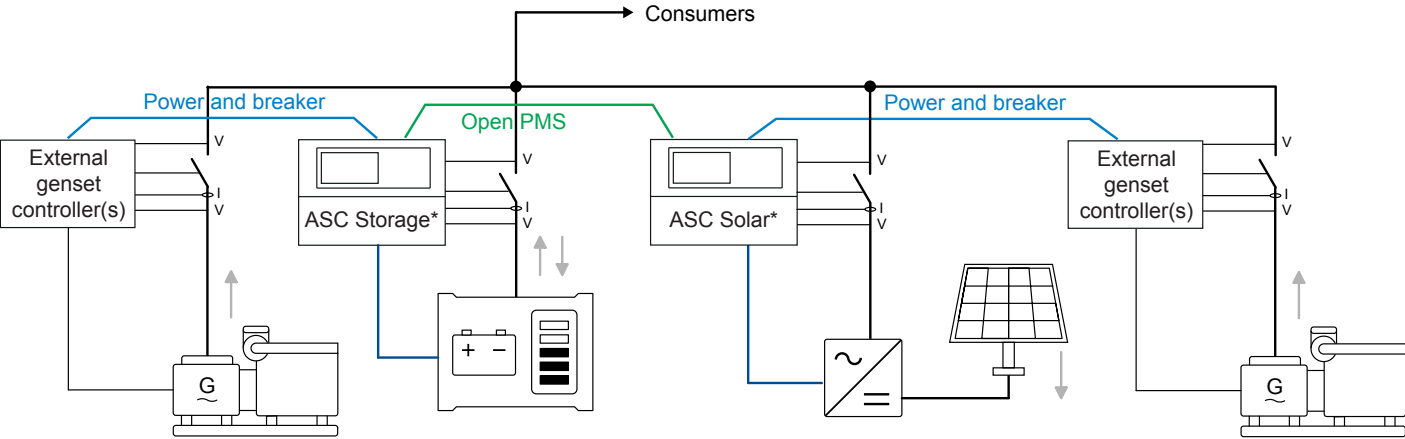 Consumers
Power and breaker
Open PMS
Power and breaker
External
genset
controller(s)
V
I
V
ASC Storage*
V
I
V
ASC Solar*
V
I
V
External
genset
controller(s)
V
I
V
G
+ −
G